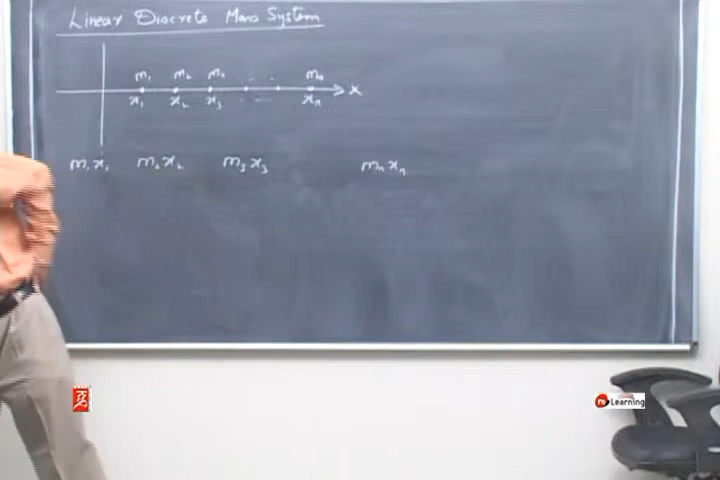 Linear Discrete Mass System
m₁ m₂ m₃ . . mₙ
x₁ x₂ x₃ ... xₙ x
m₁x₁ m₂x₂ m₃x₃ mₙxₙ
Learning